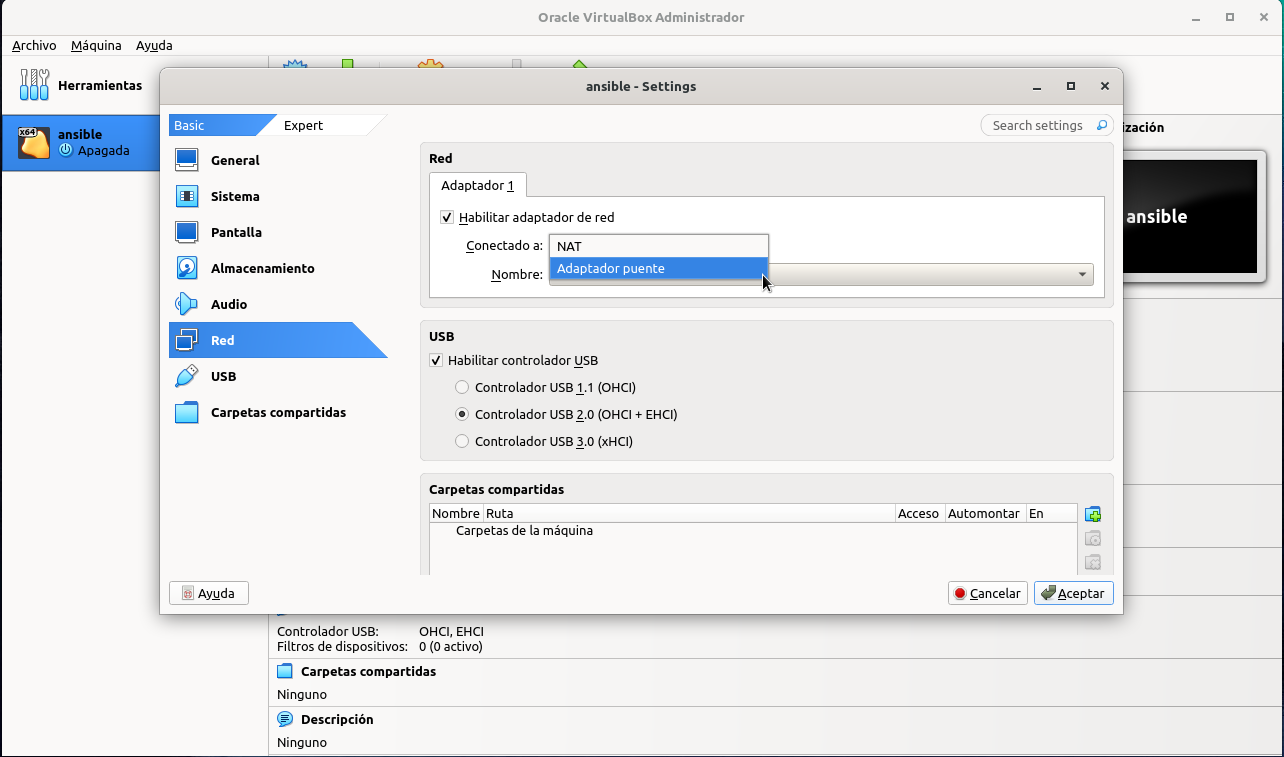 Oracle VirtualBox Administrador
Archivo Máquina Ayuda
Herramientas
x64
ansible
Apagada
ansible - Settings
Basic Expert
Search settings
General
Sistema
Pantalla
Almacenamiento
Audio
Red
USB
Carpetas compartidas
Red
Adaptador 1
Habilitar adaptador de red
Conectado a:
NAT
Adaptador puente
Nombre:
USB
Habilitar controlador USB
Controlador USB 1.1 (OHCI)
Controlador USB 2.0 (OHCI + EHCI)
Controlador USB 3.0 (xHCI)
Carpetas compartidas
Nombre Ruta Acceso Automontar En
Carpetas de la máquina
Ayuda
Cancelar Aceptar
ización
ansible
Controlador USB: OHCI, EHCI
Filtros de dispositivos: 0 (0 activo)
Carpetas compartidas
Ninguno
Descripción
Ninguno